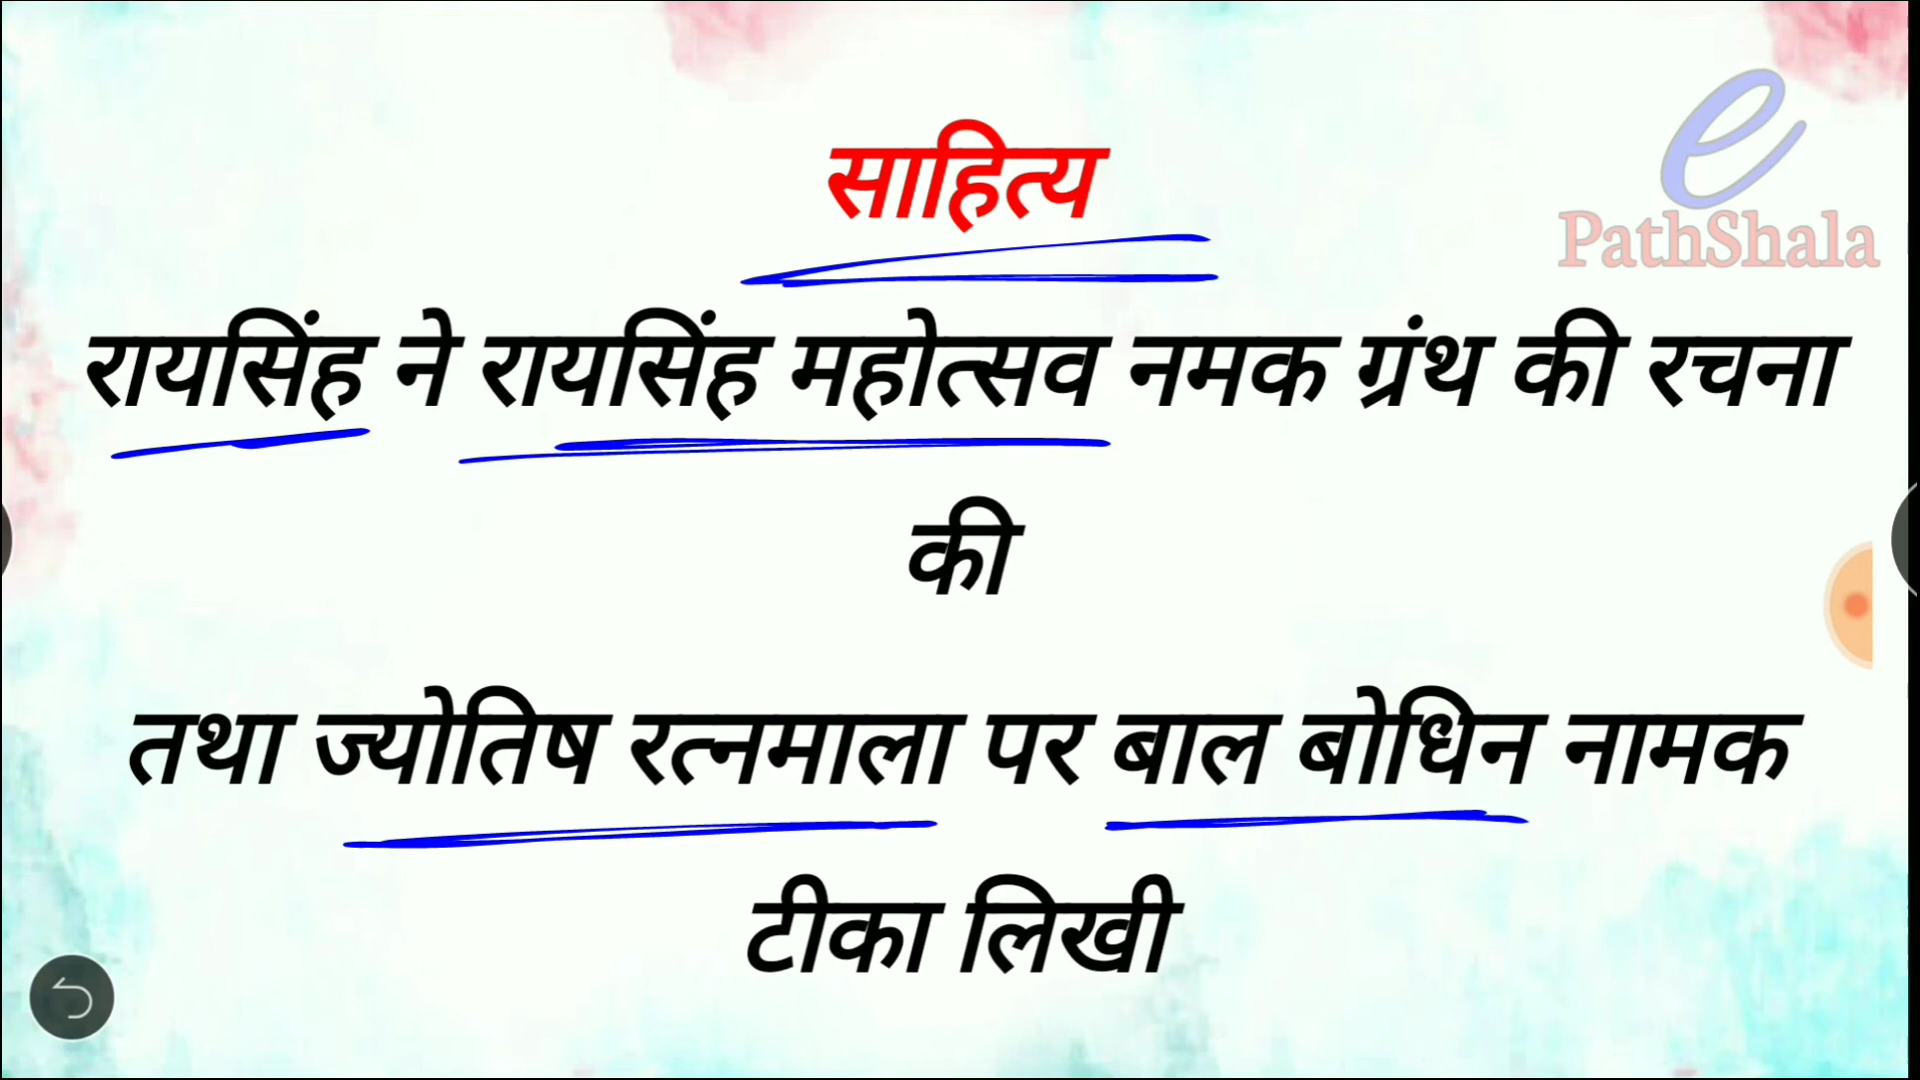 e
PathShala
साहित्य
रायसिंह ने रायसिंह महोत्सव नमक ग्रंथ की रचना
की
तथा ज्योतिष रत्नमाला पर बाल बोधिन नामक
टीका लिखी